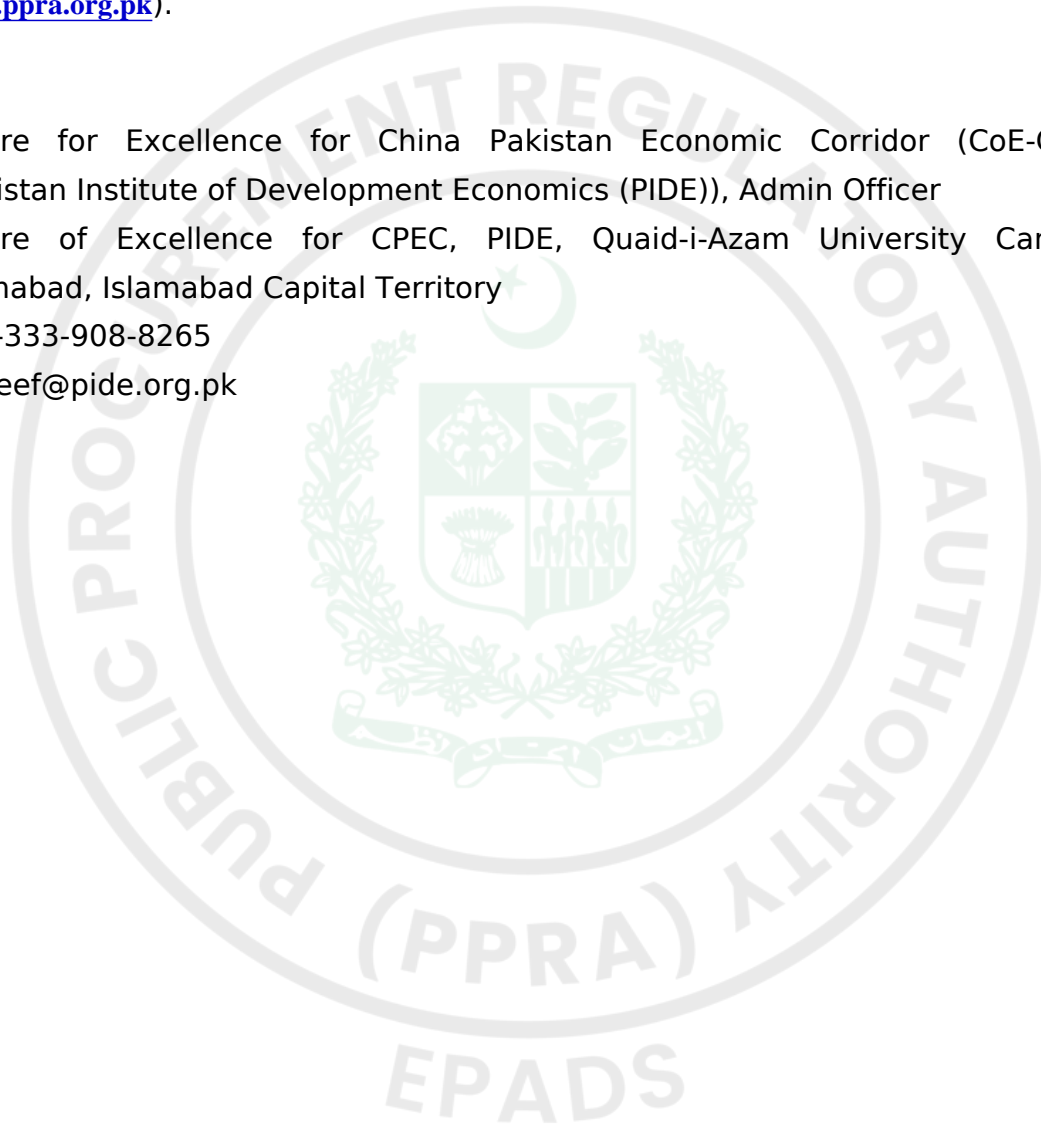 .ppra.org.pk).
re for Excellence for China Pakistan Economic Corridor (CoE-C
istan Institute of Development Economics (PIDE)), Admin Officer
re of Excellence for CPEC, PIDE, Quaid-i-Azam University Can
nabad, Islamabad Capital Territory
-333-908-8265
eef@pide.org.pk
PUBLIC PROCUREMENT REGULATORY AUTHORITY
(PPRA)
EPADS